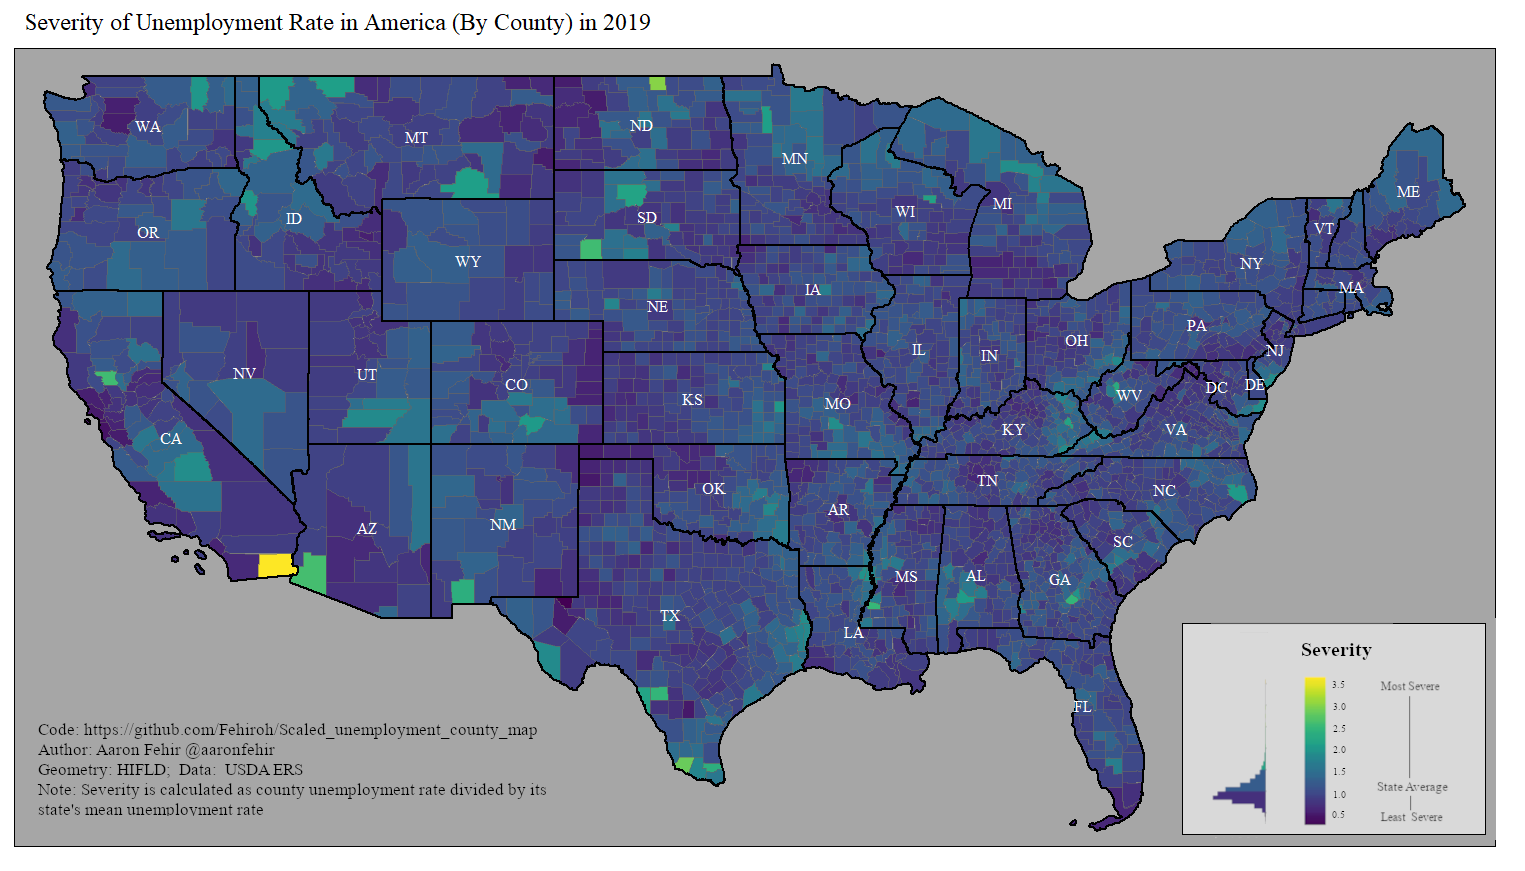 Severity of Unemployment Rate in America (By County) in 2019
WA
MT
ND
MN
OR
ID
SD
WI
MI
ME
VT
WY
NY
IA
MA
NE
PA
NV
UT
CO
IL
IN
OH
NJ
KS
MO
WV
DC
DE
CA
KY
VA
OK
TN
NC
AZ
NM
AR
SC
MS
AL
GA
TX
LA
FL
Severity
3.5
3.0
2.5
2.0
1.5
1.0
0.5
Most Severe
State Average
Least Severe
Code: https://github.com/Fehiroh/Scaled_unemployment_county_map
Author: Aaron Fehir @aaronfehir
Geometry: HIFLD; Data: USDA ERS
Note: Severity is calculated as county unemployment rate divided by its
state's mean unemployment rate